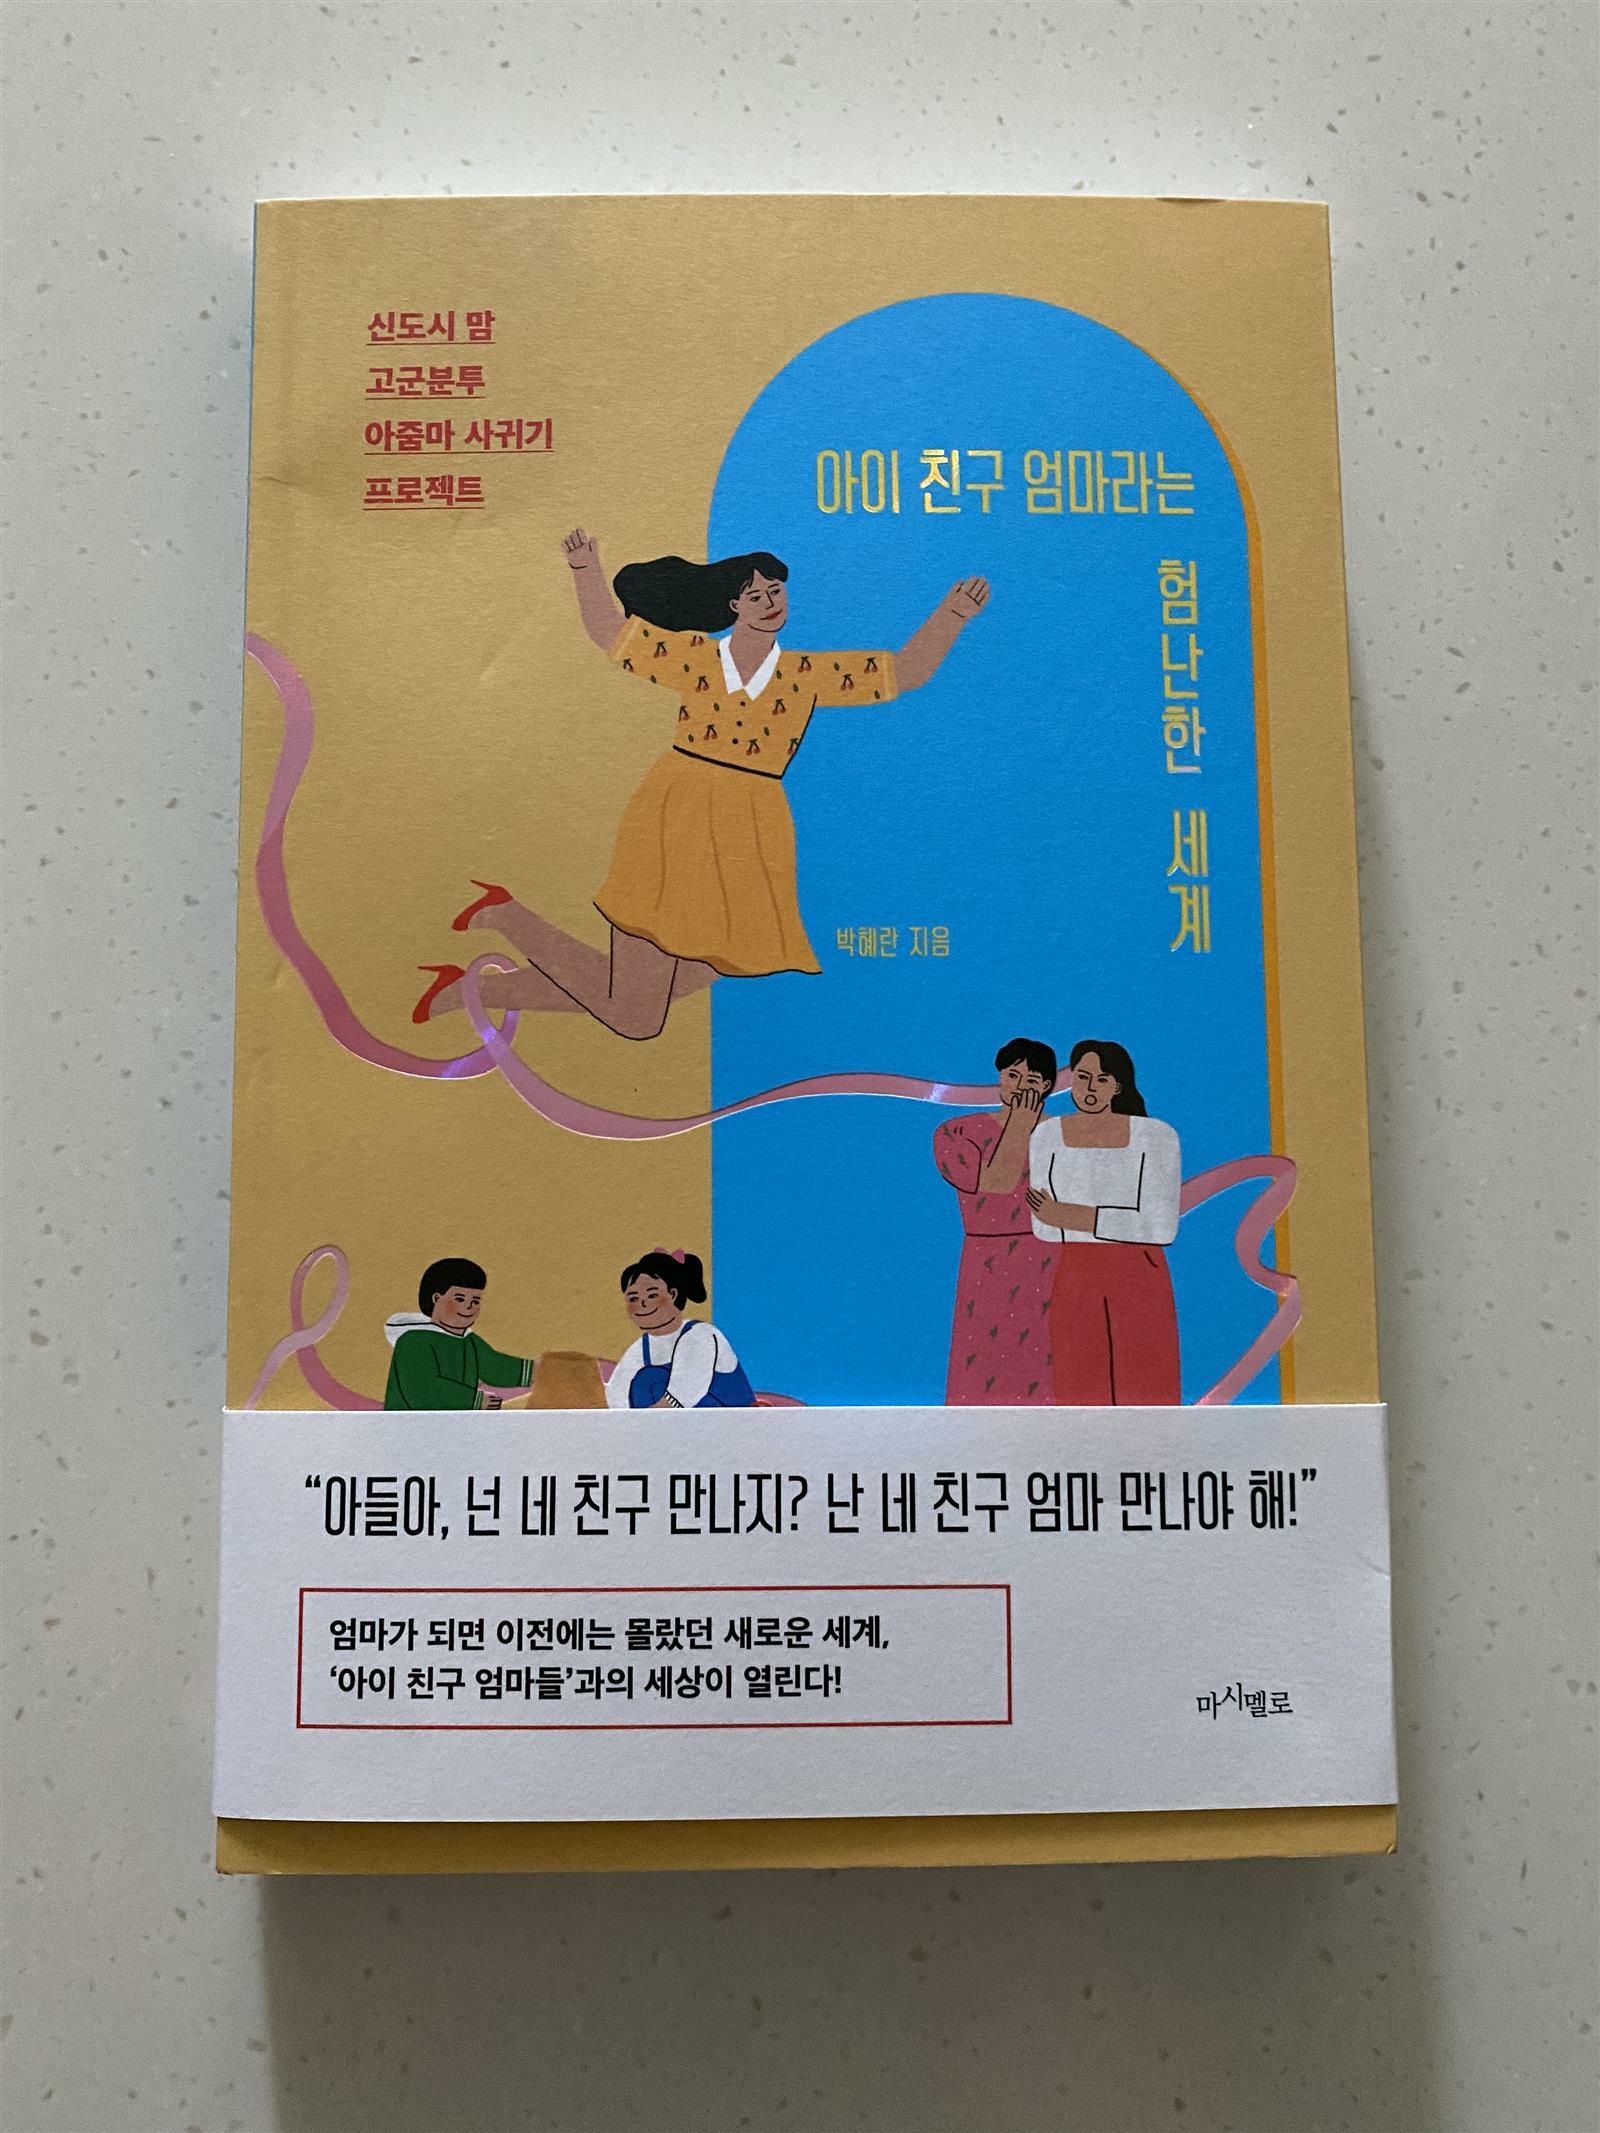 신도시 맘
고군분투
아줌마 사귀기
프로젝트
아이 친구 엄마라는
험난한 세계
박혜란 지음
“아들아, 넌 네 친구 만나지? 난 네 친구 엄마 만나야 해!”
엄마가 되면 이전에는 몰랐던 새로운 세계,
‘아이 친구 엄마들’과의 세상이 열린다!
마시멜로